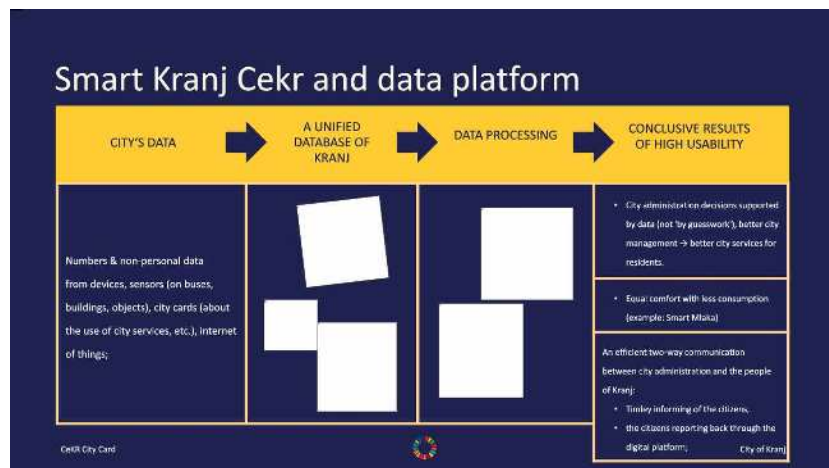 Smart Kranj Cekr and data platform
CITY'S DATA
A UNIFIED
DATABASE OF
KRANJ
DATA PROCESSING
CONCLUSIVE RESULTS
OF HIGH USABILITY
Numbers & non-personal data
from devices, sensors (on buses,
buildings, objects), city cards (about
the use of city services, etc.), internet
of things;
• City administration decisions supported
by data (not 'by guesswork'), better city
management → better city services for
residents.
• Equal comfort with less consumption
(example: Smart Mlaka)
An efficient two-way communication
between city administration and the people
of Kranj:
• Timley informing of the citizens,
• the citizens reporting back through the
digital platform;
CeKR City Card
City of Kranj